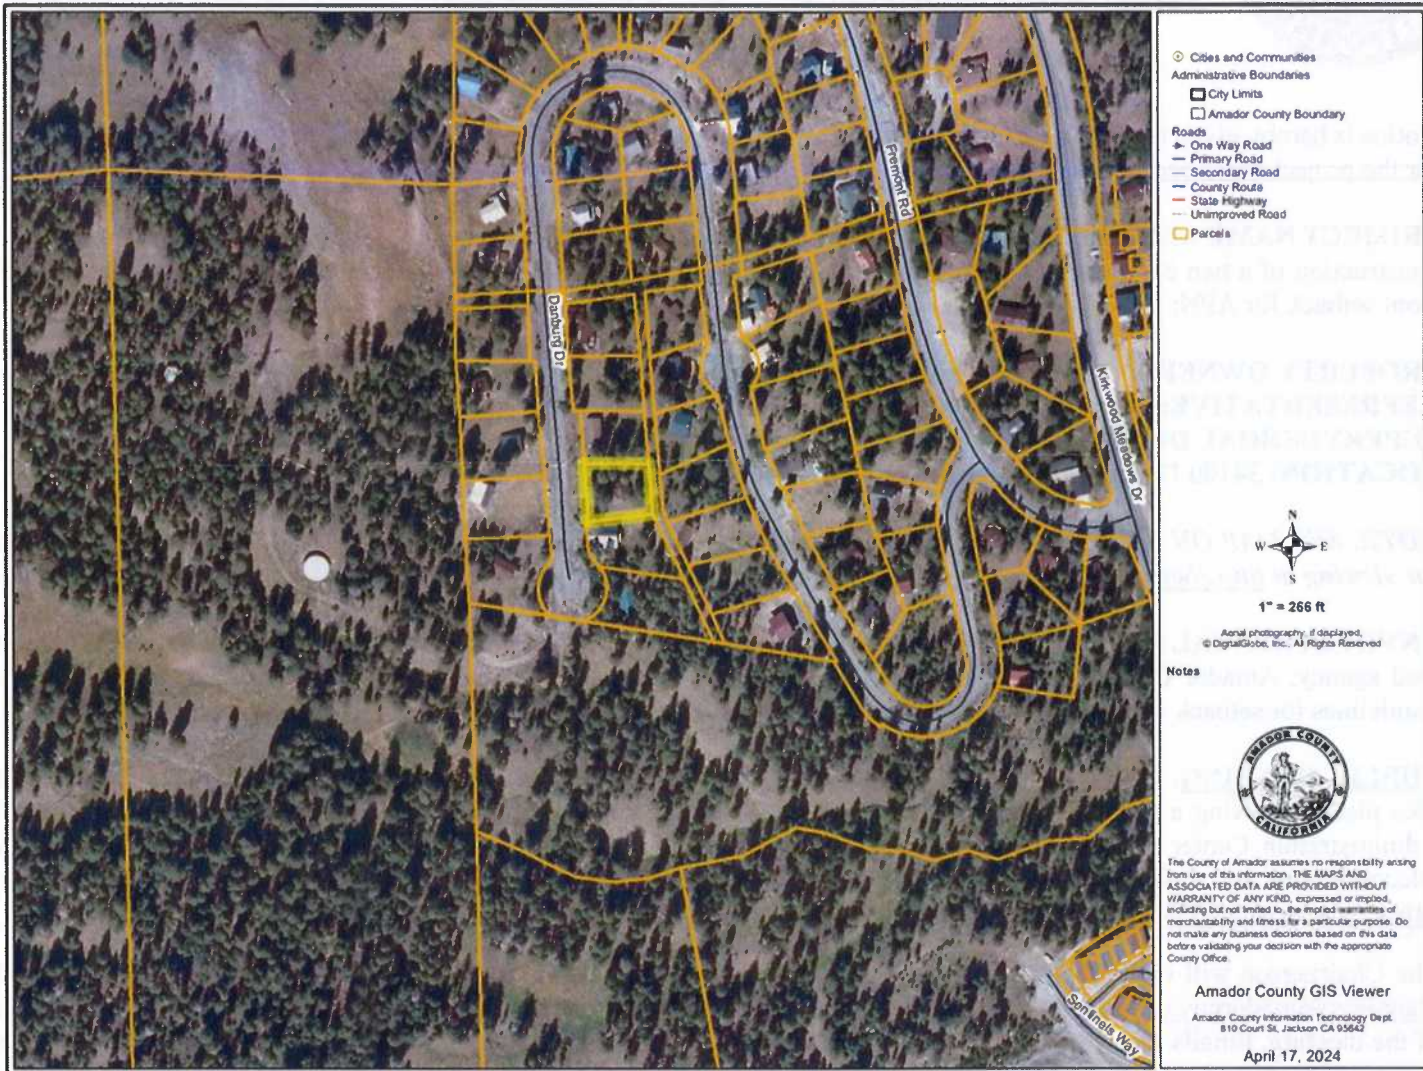 Cities and Communities
Administrative Boundaries
City Limits
Amador County Boundary
Roads
One Way Road
Primary Road
Secondary Road
County Route
State Highway
Unimproved Road
Parcels
Fremont Rd
Danburg Dr
Kirkwood Meadows Dr
Sentinels Way
N
W E
S
1" = 266 ft
Aerial photography, if displayed,
© DigitalGlobe, Inc., All Rights Reserved
Notes
AMADOR COUNTY
CALIFORNIA
The County of Amador assumes no responsibility arising
from use of this information. THE MAPS AND
ASSOCIATED DATA ARE PROVIDED WITHOUT
WARRANTY OF ANY KIND, expressed or implied,
including but not limited to, the implied warranties of
merchantability and fitness for a particular purpose. Do
not make any business decisions based on this data
before validating your decision with the appropriate
County Office.
Amador County GIS Viewer
Amador County Information Technology Dept.
810 Court St, Jackson CA 95642
April 17, 2024